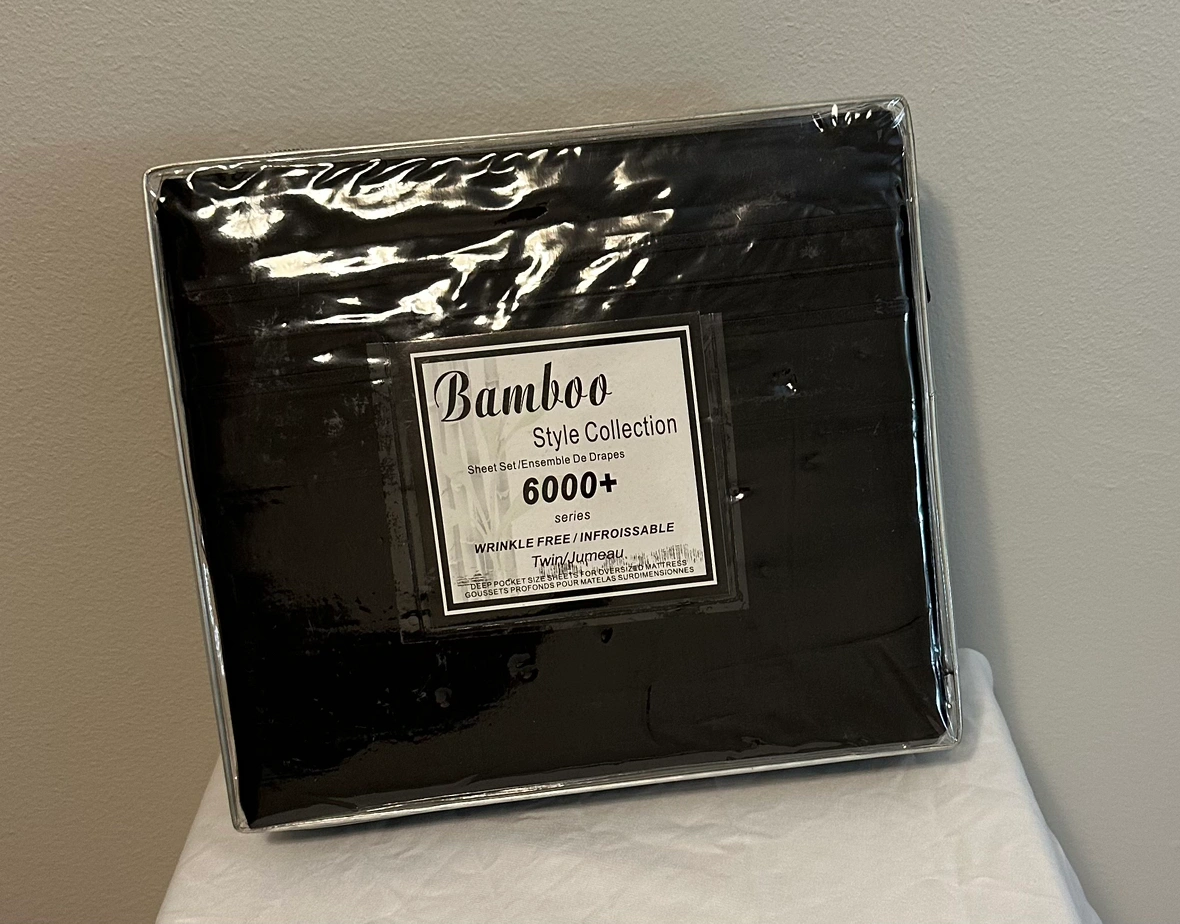 Bamboo
Style Collection
Sheet Set/Ensemble De Drapes
6000+
series
WRINKLE FREE / INFROISSABLE
Twin/Jumeau
DEEP POCKET SIZE SHEETS FOR OVERSIZED MATTRESS
GOUSSETS PROFONDS POUR MATELAS SURDIMENSIONNES